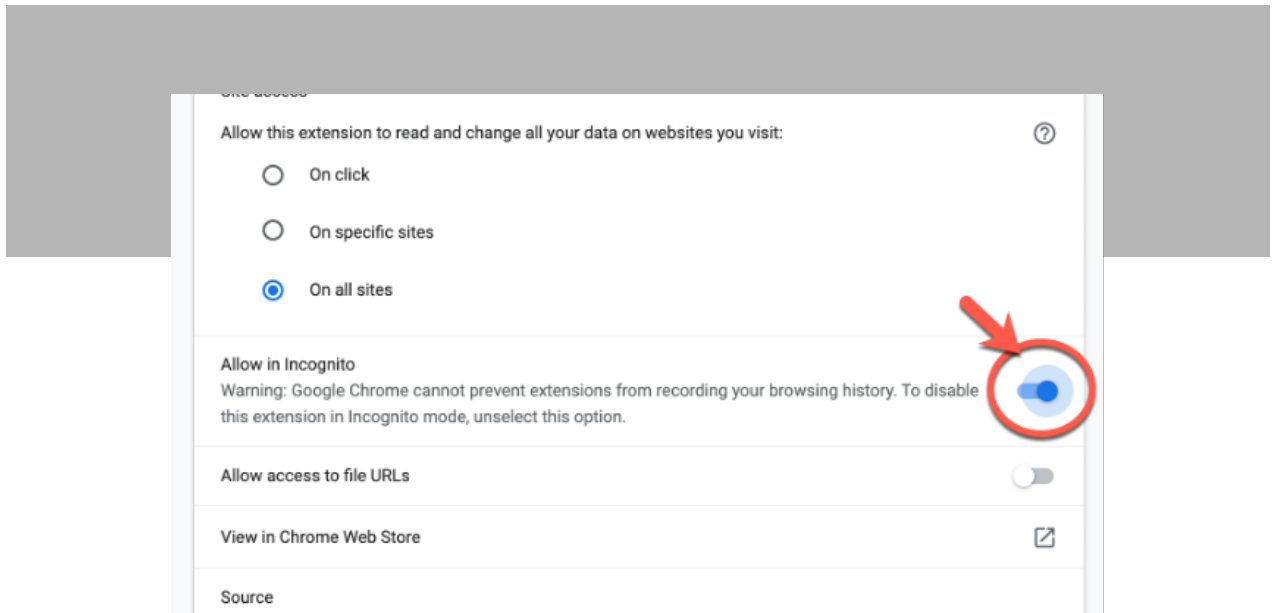 Site access
Allow this extension to read and change all your data on websites you visit:
On click
On specific sites
On all sites
Allow in Incognito
Warning: Google Chrome cannot prevent extensions from recording your browsing history. To disable
this extension in Incognito mode, unselect this option.
Allow access to file URLs
View in Chrome Web Store
Source